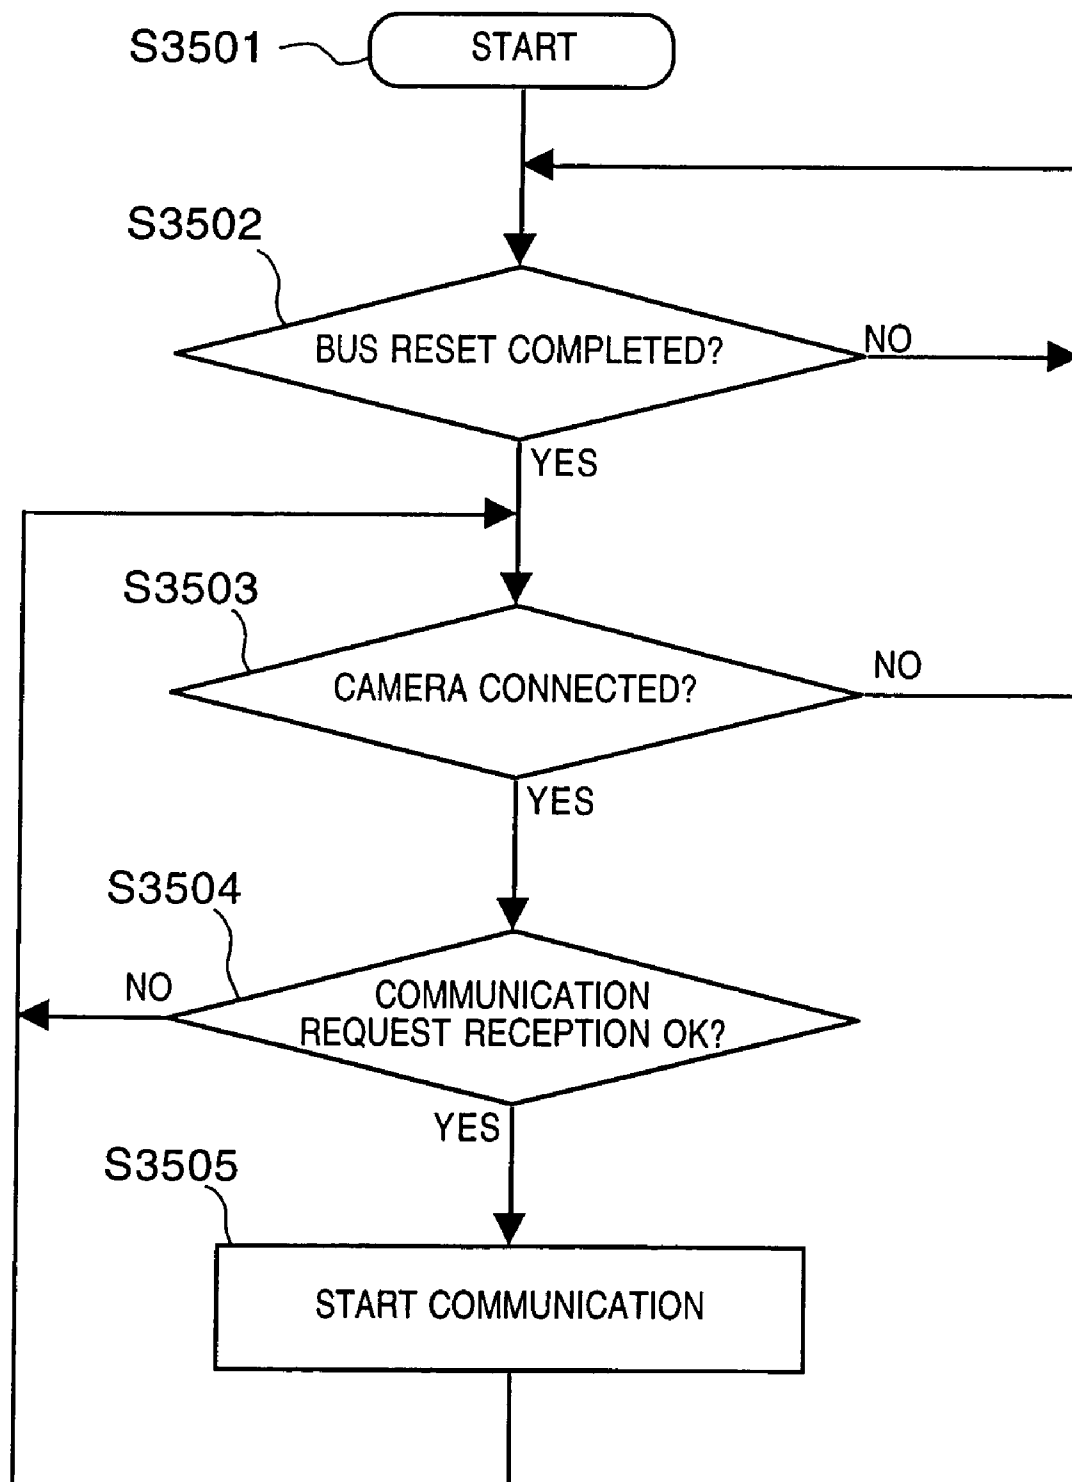 S3501
START
S3502
BUS RESET COMPLETED?
NO
YES
S3503
CAMERA CONNECTED?
NO
YES
S3504
NO
COMMUNICATION
REQUEST RECEPTION OK?
YES
S3505
START COMMUNICATION